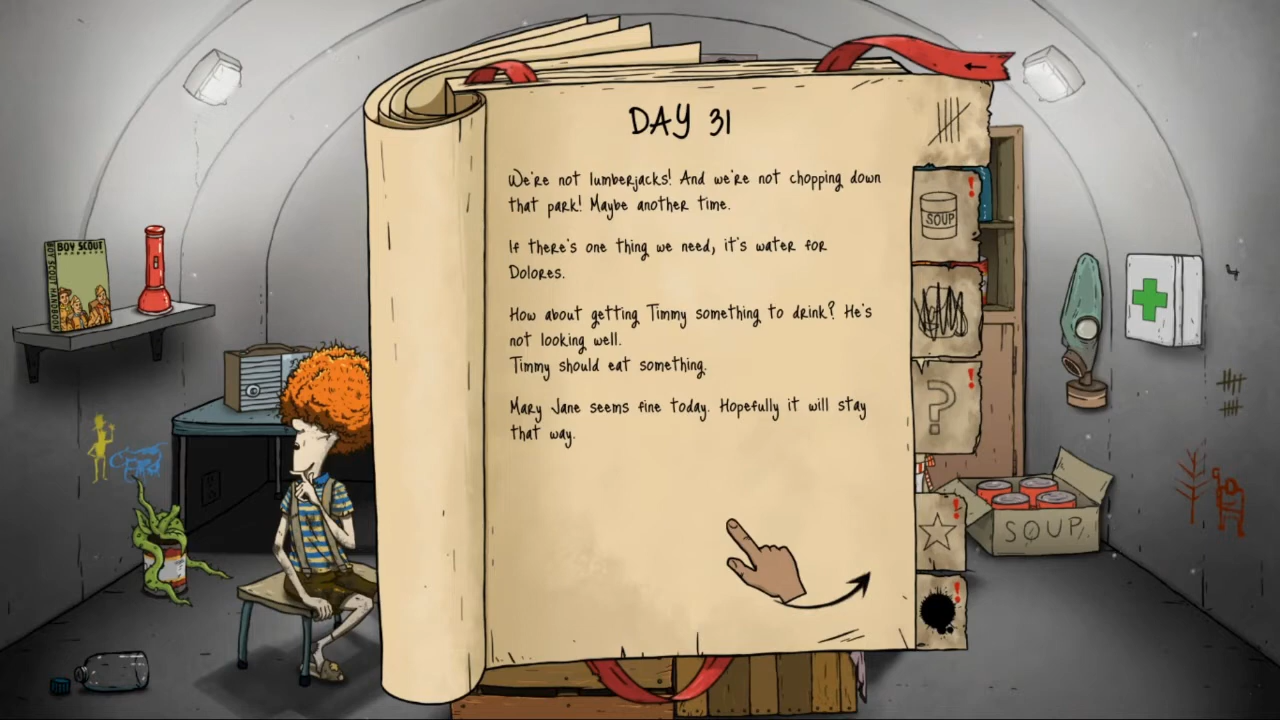 DAY 31
We're not lumberjacks! And we're not chopping down
that park! Maybe another time.
If there's one thing we need, it's water for
Dolores.
How about getting Timmy something to drink? He's
not looking well.
Timmy should eat something.
Mary Jane seems fine today. Hopefully it will stay
that way.
SOUP
!
?
!
!
!
BOY SCOUT
BOY SCOUT HANDBOOK
SOUP